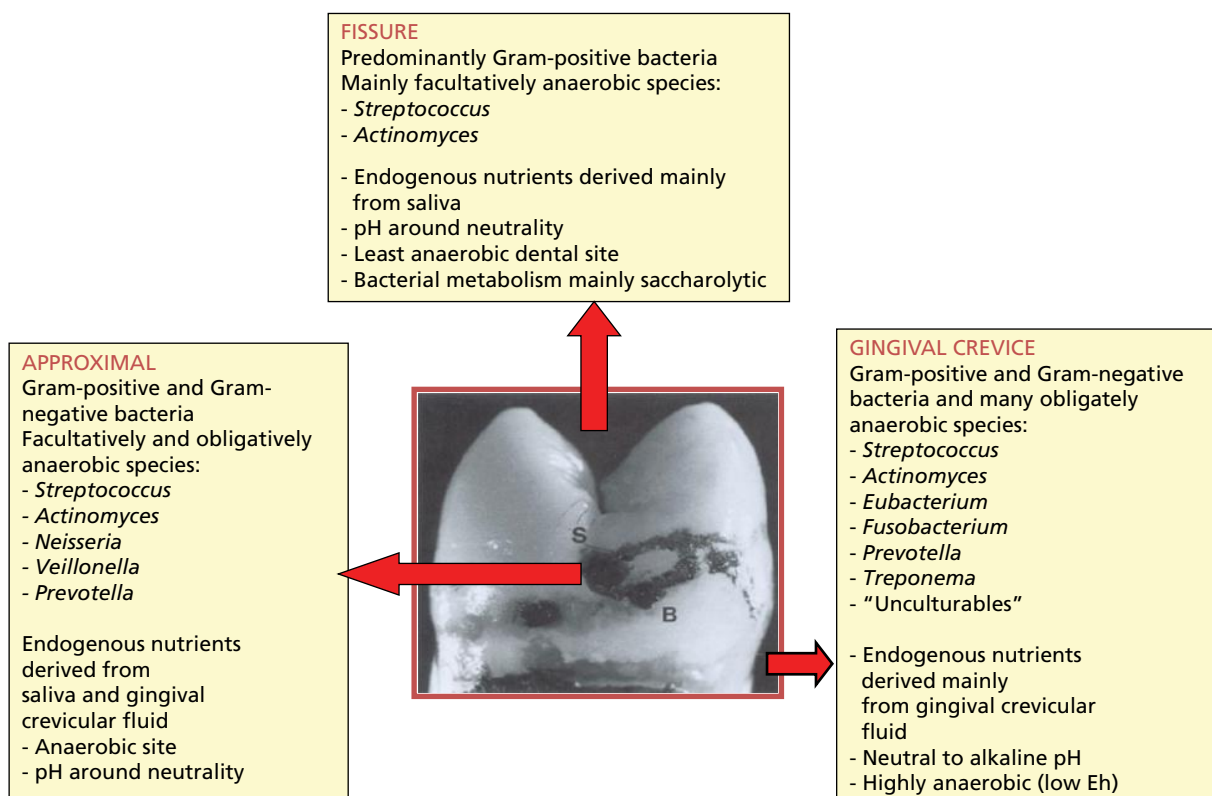 FISSURE
Predominantly Gram-positive bacteria
Mainly facultatively anaerobic species:
- Streptococcus
- Actinomyces
- Endogenous nutrients derived mainly
from saliva
- pH around neutrality
- Least anaerobic dental site
- Bacterial metabolism mainly saccharolytic
APPROXIMAL
Gram-positive and Gram-
negative bacteria
Facultatively and obligatively
anaerobic species:
- Streptococcus
- Actinomyces
- Neisseria
- Veillonella
- Prevotella
Endogenous nutrients
derived from
saliva and gingival
crevicular fluid
- Anaerobic site
- pH around neutrality
S
B
GINGIVAL CREVICE
Gram-positive and Gram-negative
bacteria and many obligately
anaerobic species:
- Streptococcus
- Actinomyces
- Eubacterium
- Fusobacterium
- Prevotella
- Treponema
- “Unculturables”
- Endogenous nutrients
derived mainly
from gingival crevicular
fluid
- Neutral to alkaline pH
- Highly anaerobic (low Eh)